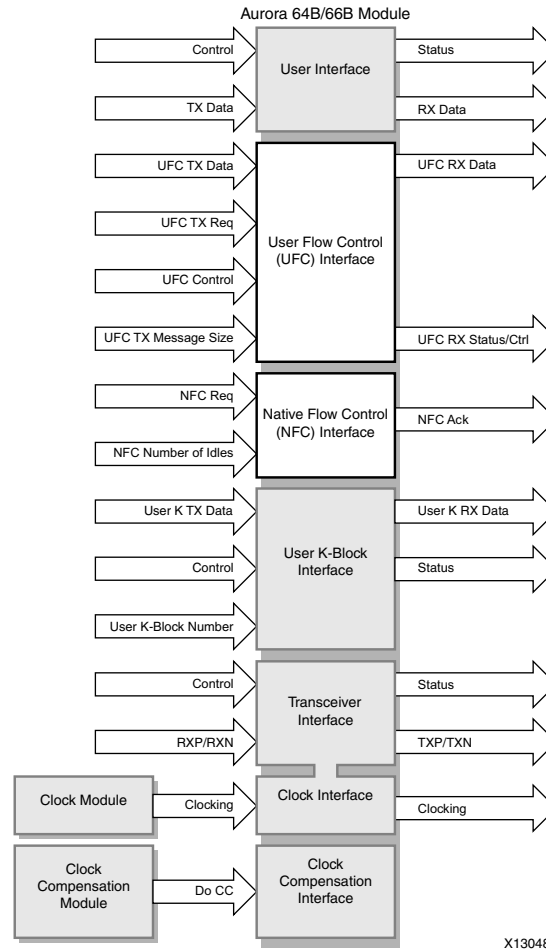 Aurora 64B/66B Module
Control
User Interface
Status
TX Data
RX Data
UFC TX Data
UFC RX Data
UFC TX Req
User Flow Control
(UFC) Interface
UFC Control
UFC TX Message Size
UFC RX Status/Ctrl
NFC Req
Native Flow Control
(NFC) Interface
NFC Ack
NFC Number of Idles
User K TX Data
User K RX Data
User K-Block
Interface
Control
Status
User K-Block Number
Control
Status
Transceiver
Interface
RXP/RXN
TXP/TXN
Clock Module
Clocking
Clock Interface
Clocking
Clock
Compensation
Module
Do CC
Clock
Compensation
Interface
X13046